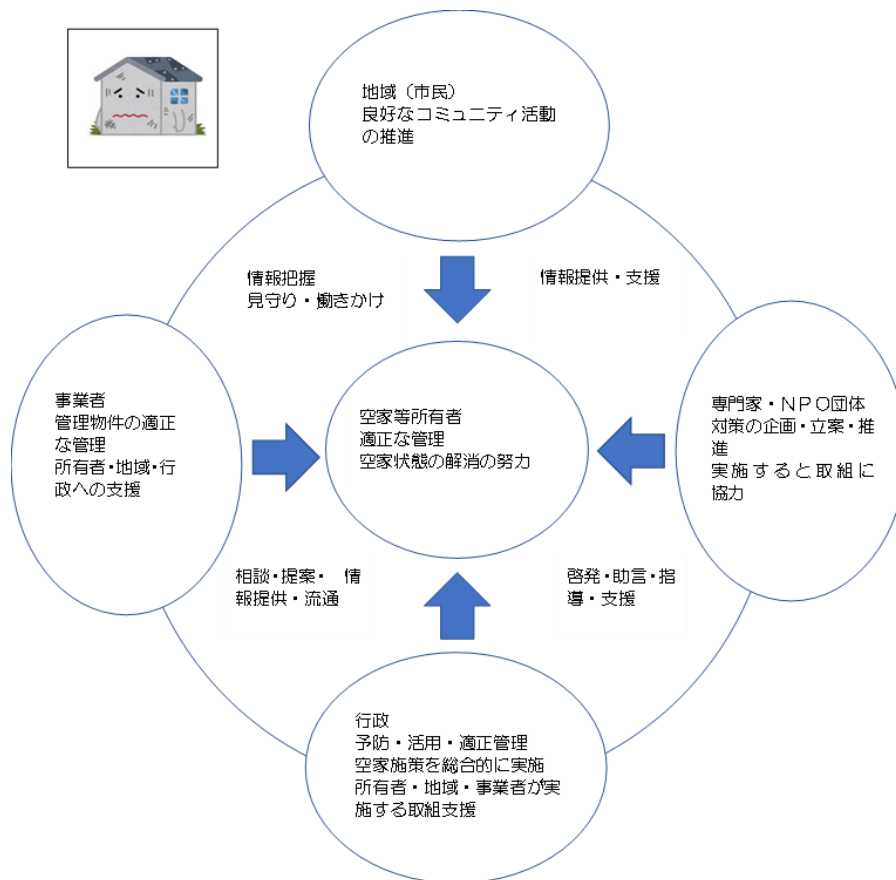 地域（市民）
良好なコミュニティ活動
の推進
情報把握
見守り・働きかけ
情報提供・支援
事業者
管理物件の適正
な管理
所有者・地域・行
政への支援
空家等所有者
適正な管理
空家状態の解消の努力
専門家・ＮＰＯ団体
対策の企画・立案・推
進
実施すると取組に
協力
相談・提案・　情
報提供・流通
啓発・助言・指
導・支援
行政
予防・活用・適正管理
空家施策を総合的に実施
所有者・地域・事業者が実
施する取組支援